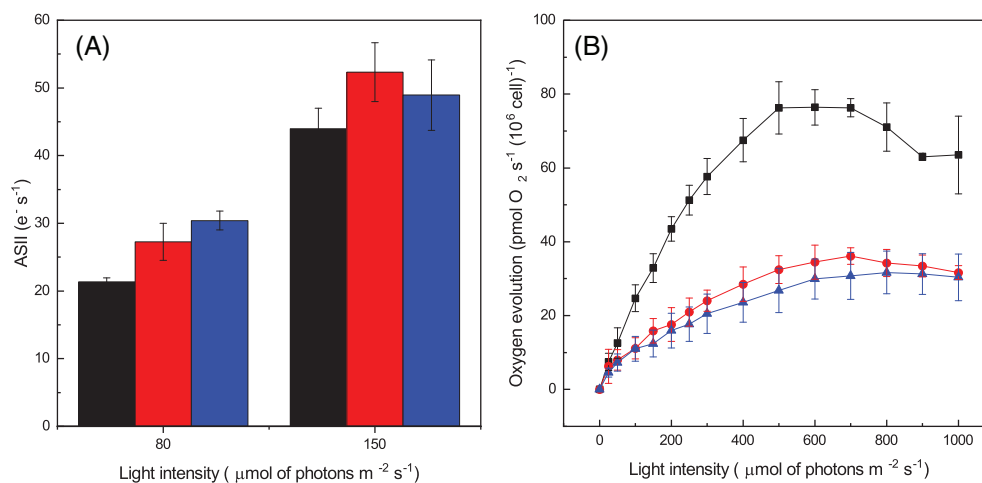 (A)
60
50
40
30
20
10
0
ASII (e⁻ s⁻¹)
80
150
Light intensity ( μmol of photons m ⁻² s⁻¹)
(B)
100
80
60
40
20
0
Oxygen evolution (pmol O ₂ s⁻¹ (10⁶ cell)⁻¹)
0 200 400 600 800 1000
Light intensity ( μmol of photons m ⁻² s⁻¹)